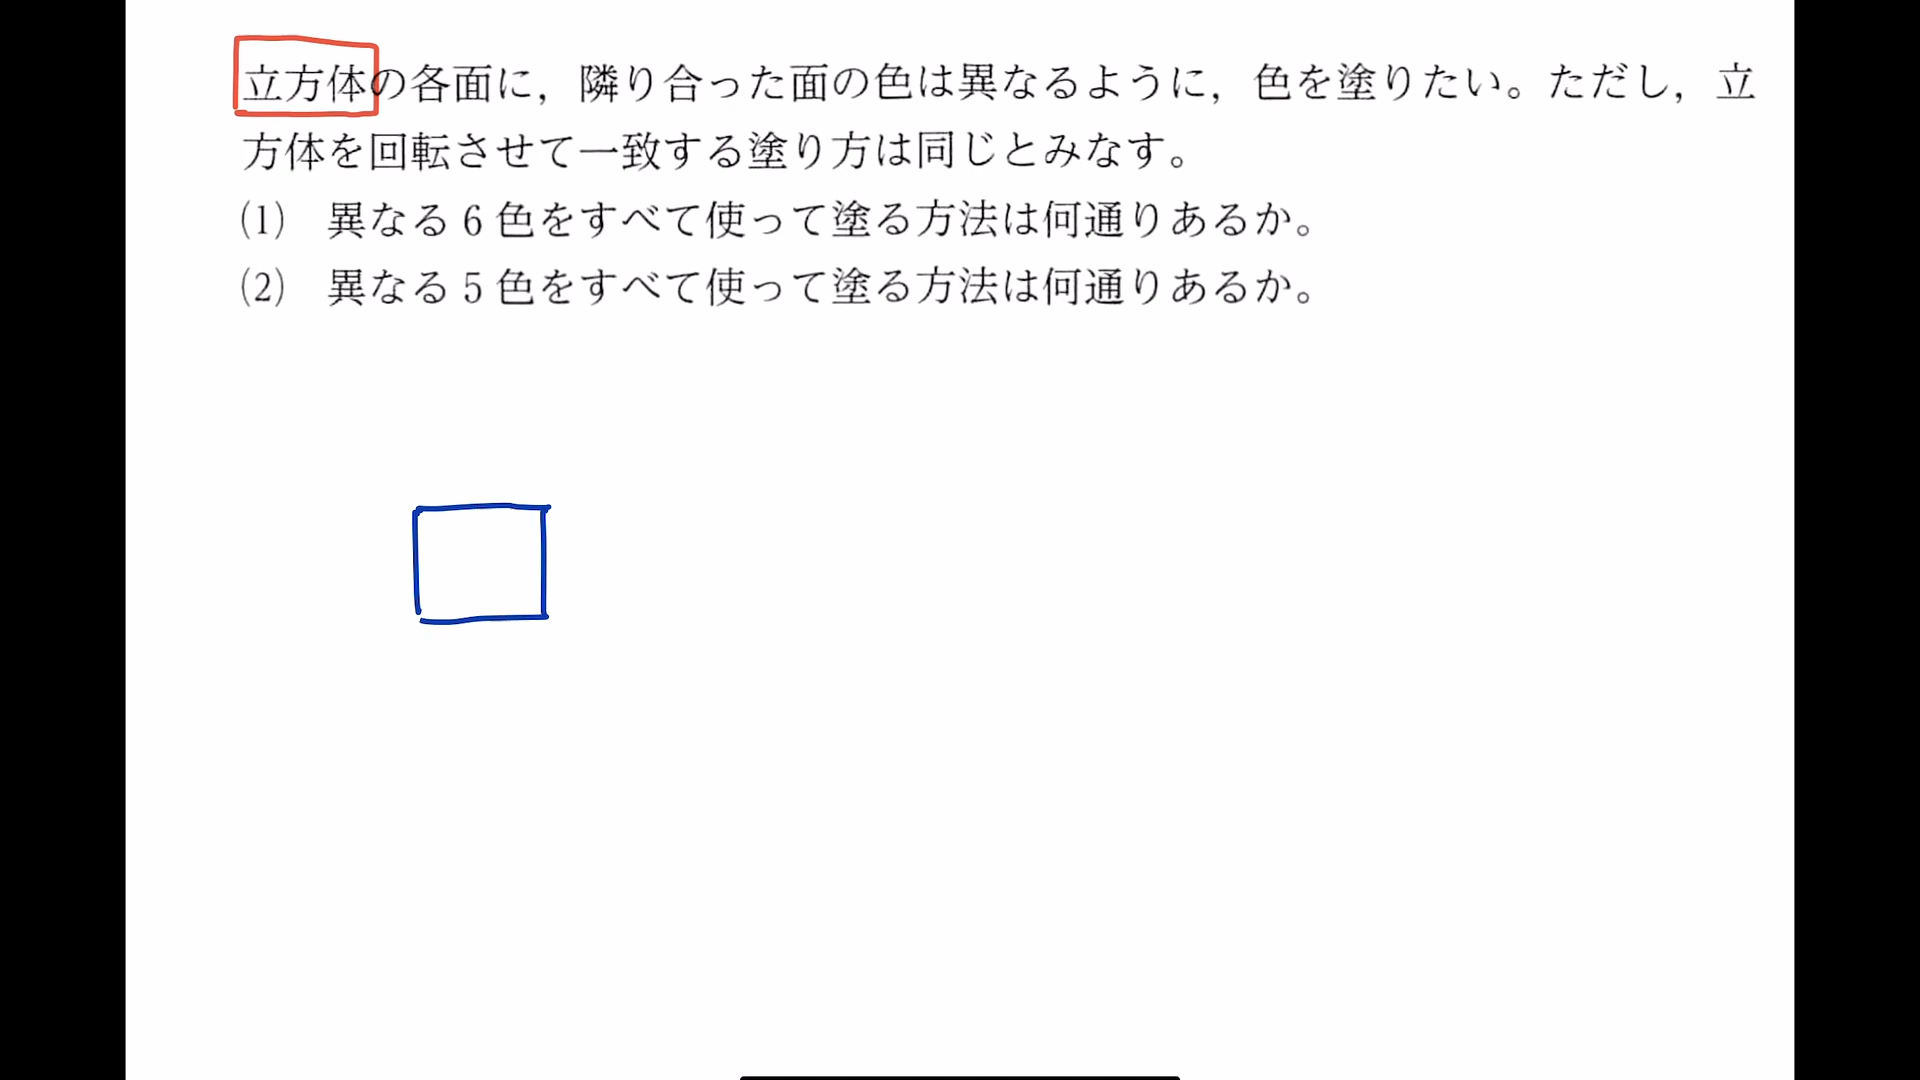 立方体の各面に，隣り合った面の色は異なるように，色を塗りたい。ただし，立
方体を回転させて一致する塗り方は同じとみなす。
(1)　異なる 6 色をすべて使って塗る方法は何通りあるか。
(2)　異なる 5 色をすべて使って塗る方法は何通りあるか。